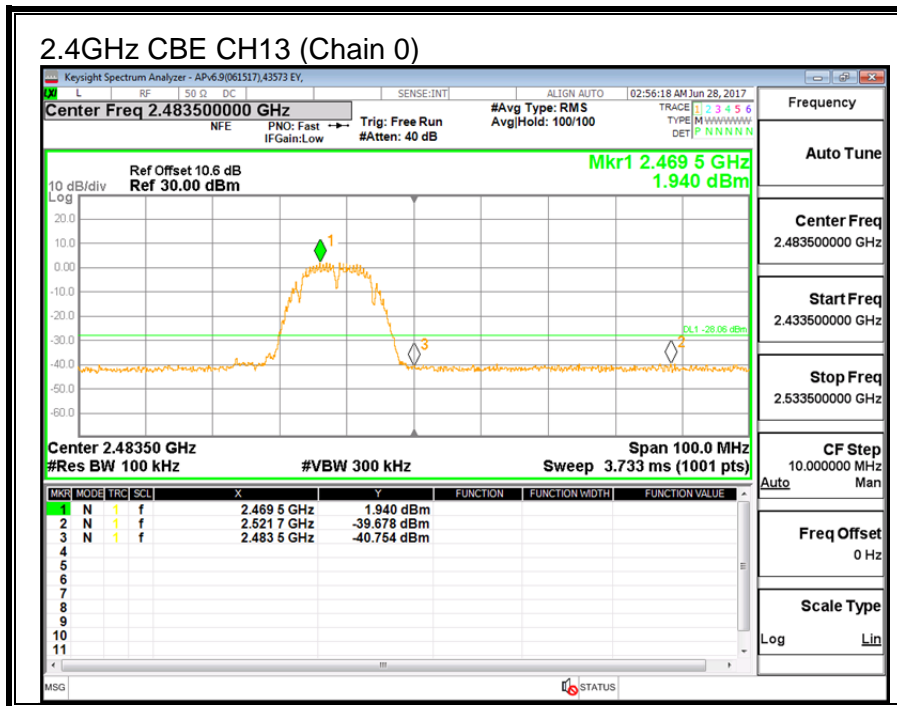 2.4GHz CBE CH13 (Chain 0)
Keysight Spectrum Analyzer - APv6.9(061517),43573 EY,
LXI L RF 50 Ω DC SENSE:INT ALIGN AUTO 02:56:18 AM Jun 28, 2017
Center Freq 2.483500000 GHz
NFE
PNO: Fast
IFGain:Low
Trig: Free Run
#Atten: 40 dB
#Avg Type: RMS
Avg|Hold: 100/100
TRACE 1 2 3 4 5 6
TYPE M WWWWW
DET P N N N N N
Mkr1 2.469 5 GHz
1.940 dBm
Ref Offset 10.6 dB
10 dB/div Ref 30.00 dBm
Log
20.0
10.0
0.00
-10.0
-20.0
-30.0
-40.0
-50.0
-60.0
1
2
3
DL1 -28.06 dBm
Center 2.48350 GHz Span 100.0 MHz
#Res BW 100 kHz #VBW 300 kHz Sweep 3.733 ms (1001 pts)
MKR MODE TRC SCL X Y FUNCTION FUNCTION WIDTH FUNCTION VALUE
1 N 1 f 2.469 5 GHz 1.940 dBm
2 N 1 f 2.521 7 GHz -39.678 dBm
3 N 1 f 2.483 5 GHz -40.754 dBm
4
5
6
7
8
9
10
11
MSG STATUS
Frequency
Auto Tune
Center Freq
2.483500000 GHz
Start Freq
2.433500000 GHz
Stop Freq
2.533500000 GHz
CF Step
10.000000 MHz
Auto Man
Freq Offset
0 Hz
Scale Type
Log Lin